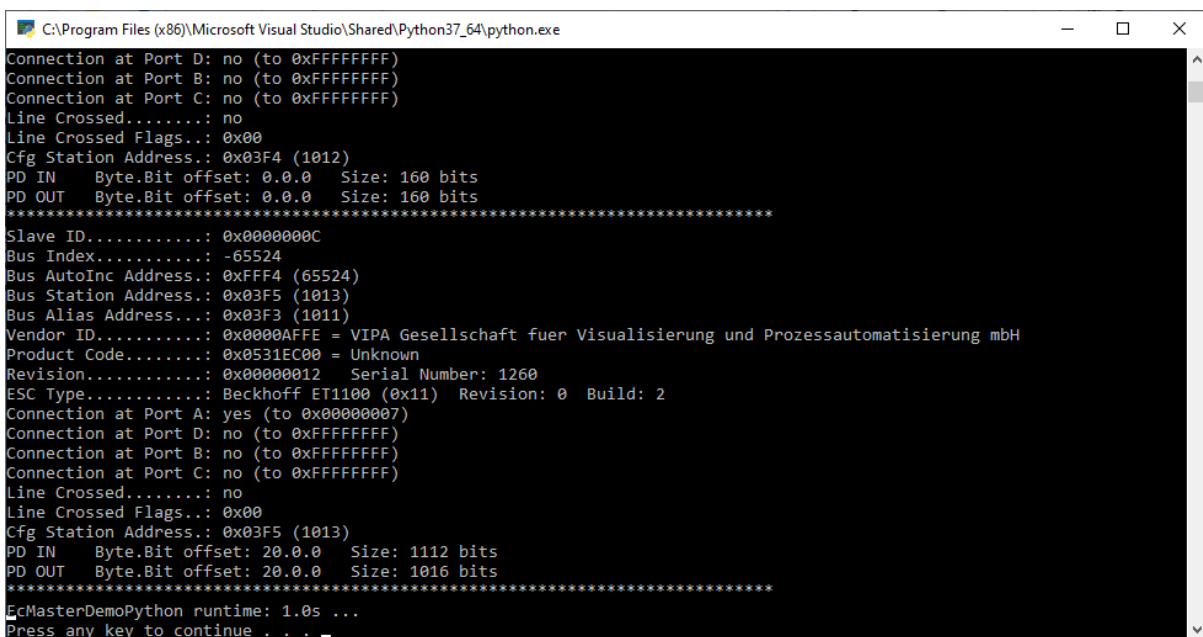 C:\Program Files (x86)\Microsoft Visual Studio\Shared\Python37_64\python.exe
Connection at Port D: no (to 0xFFFFFFFF)
Connection at Port B: no (to 0xFFFFFFFF)
Connection at Port C: no (to 0xFFFFFFFF)
Line Crossed........: no
Line Crossed Flags..: 0x00
Cfg Station Address.: 0x03F4 (1012)
PD IN    Byte.Bit offset: 0.0.0   Size: 160 bits
PD OUT   Byte.Bit offset: 0.0.0   Size: 160 bits
*****************************************************************************
Slave ID............: 0x0000000C
Bus Index...........: -65524
Bus AutoInc Address.: 0xFFF4 (65524)
Bus Station Address.: 0x03F5 (1013)
Bus Alias Address...: 0x03F3 (1011)
Vendor ID...........: 0x0000AFFE = VIPA Gesellschaft fuer Visualisierung und Prozessautomatisierung mbH
Product Code........: 0x0531EC00 = Unknown
Revision............: 0x00000012   Serial Number: 1260
ESC Type............: Beckhoff ET1100 (0x11)  Revision: 0  Build: 2
Connection at Port A: yes (to 0x00000007)
Connection at Port D: no (to 0xFFFFFFFF)
Connection at Port B: no (to 0xFFFFFFFF)
Connection at Port C: no (to 0xFFFFFFFF)
Line Crossed........: no
Line Crossed Flags..: 0x00
Cfg Station Address.: 0x03F5 (1013)
PD IN    Byte.Bit offset: 20.0.0   Size: 1112 bits
PD OUT   Byte.Bit offset: 20.0.0   Size: 1016 bits
*****************************************************************************
EcMasterDemoPython runtime: 1.0s ...
Press any key to continue . . .